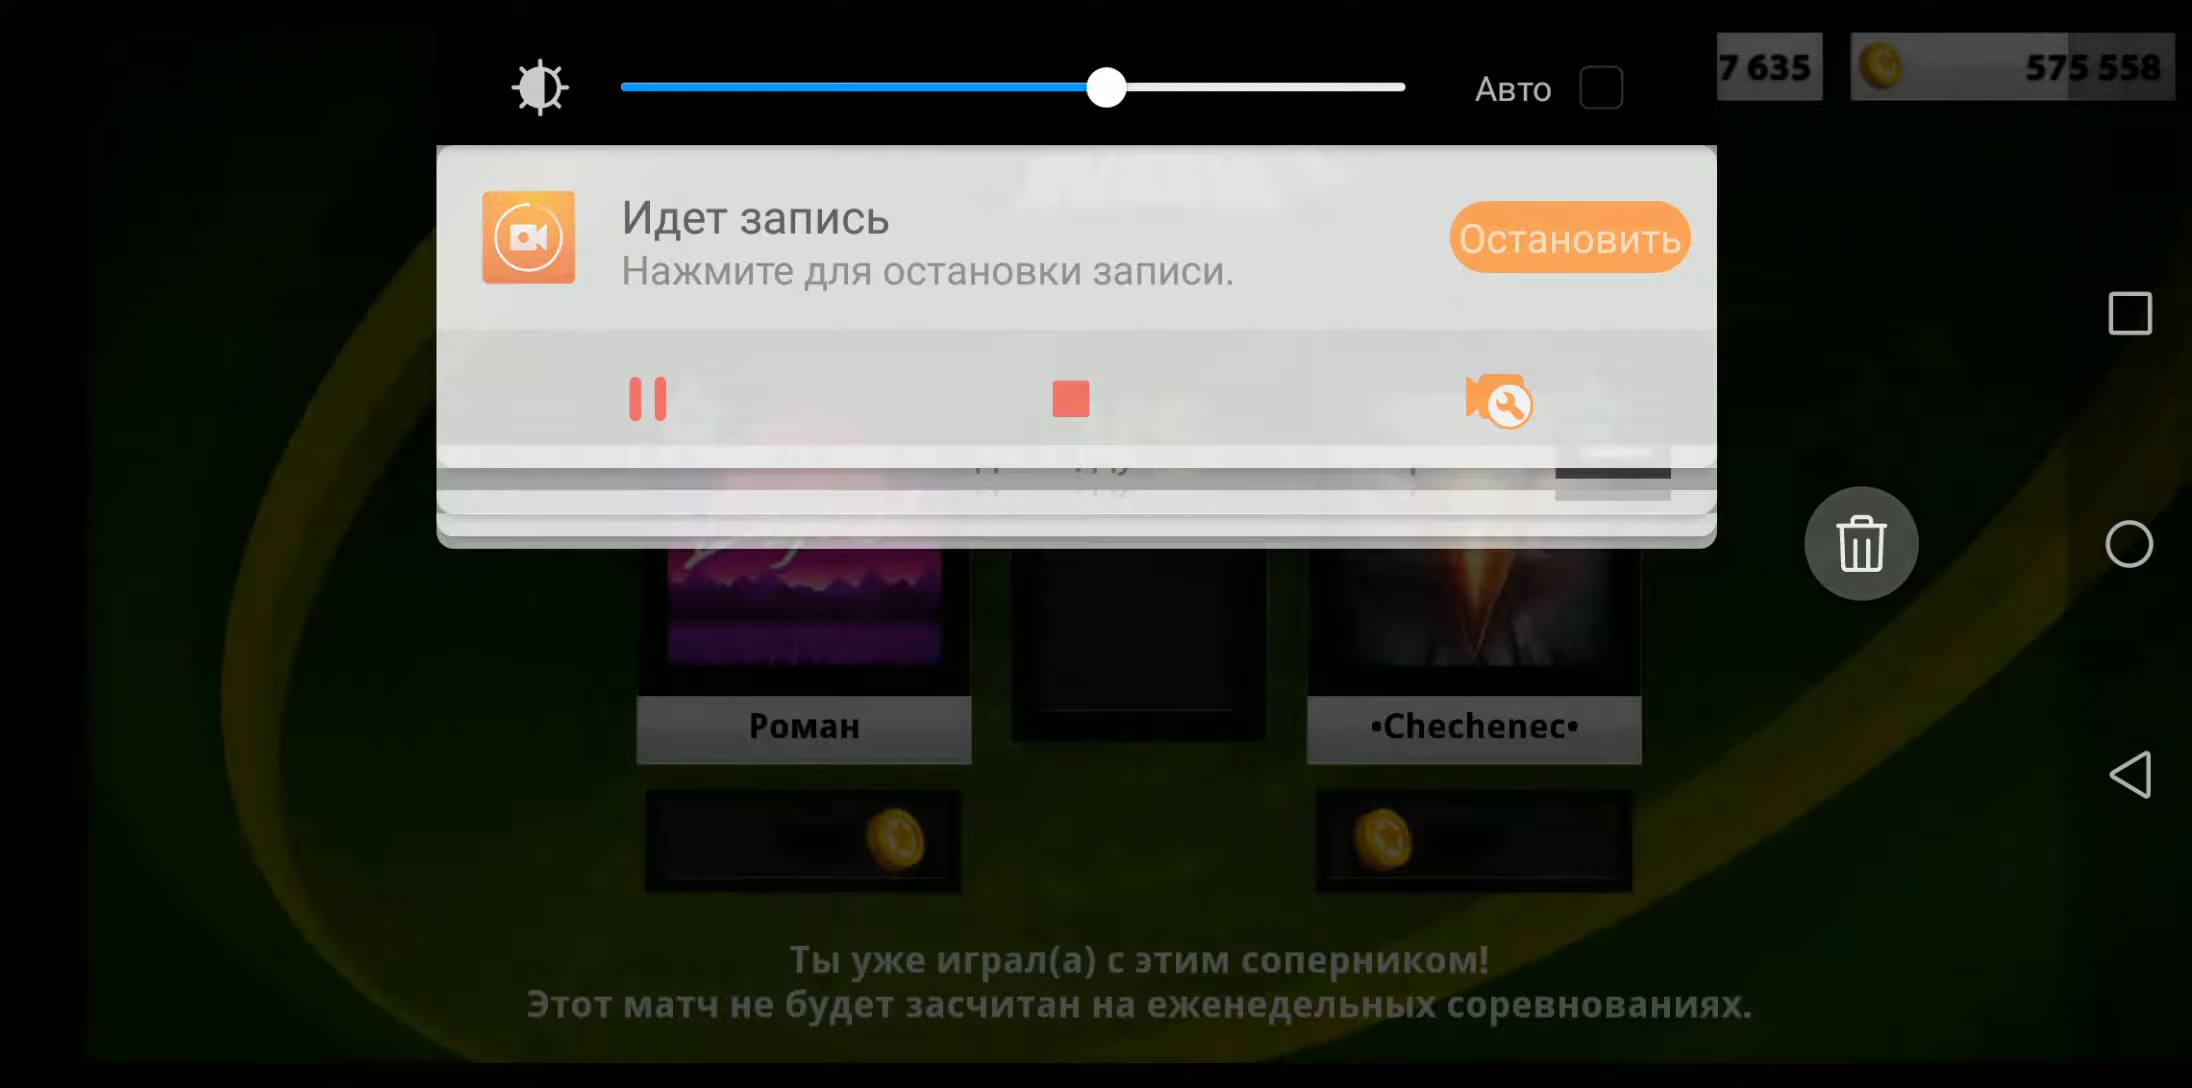 Авто
7 635
575 558
Идет запись
Нажмите для остановки записи.
Остановить
Роман
•Chechenec•
Ты уже играл(а) с этим соперником!
Этот матч не будет засчитан на еженедельных соревнованиях.